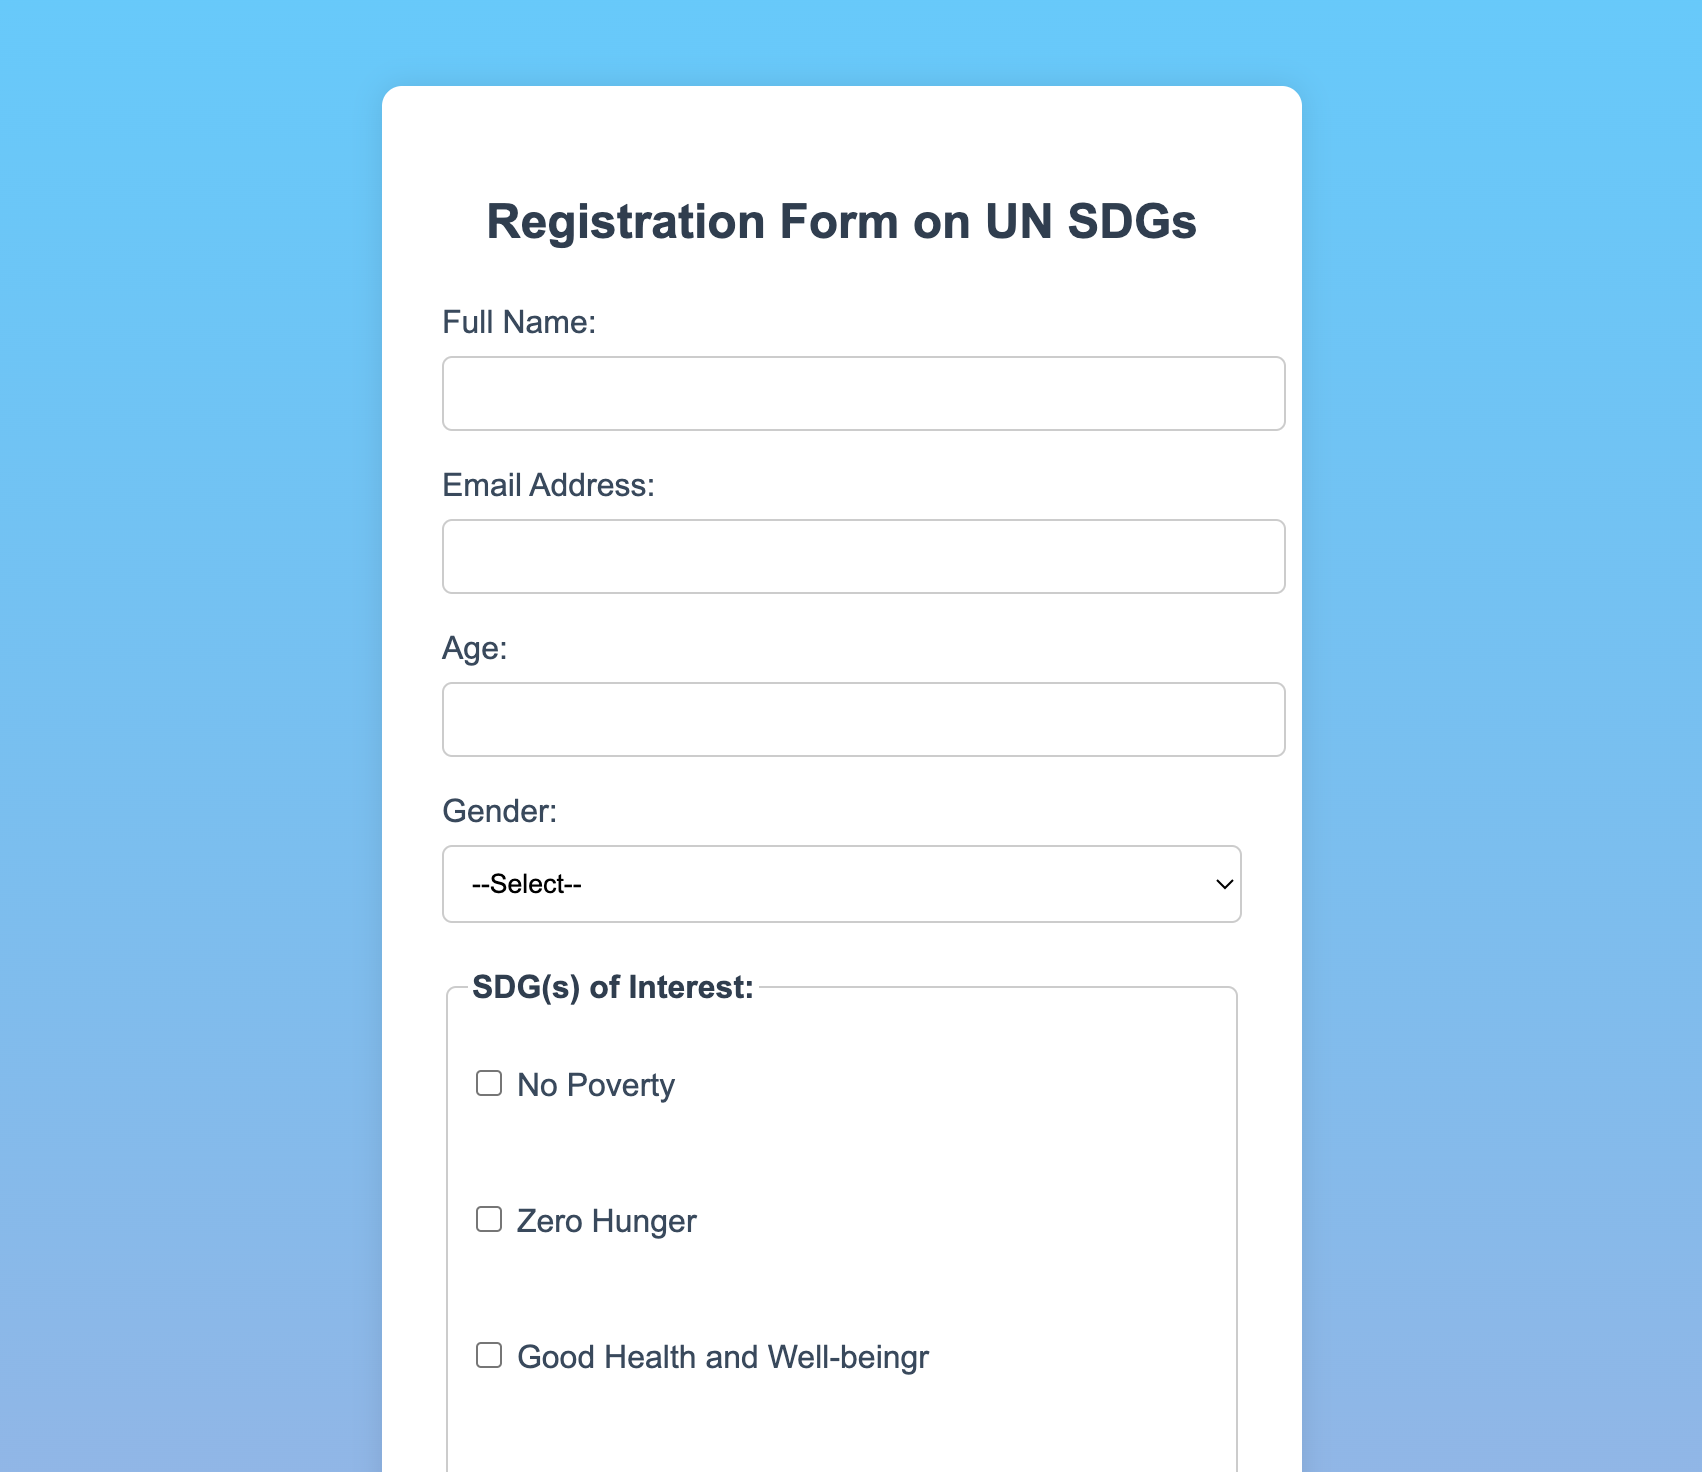 Registration Form on UN SDGs
Full Name:
Email Address:
Age:
Gender:
--Select--
SDG(s) of Interest:
No Poverty
Zero Hunger
Good Health and Well-beingr